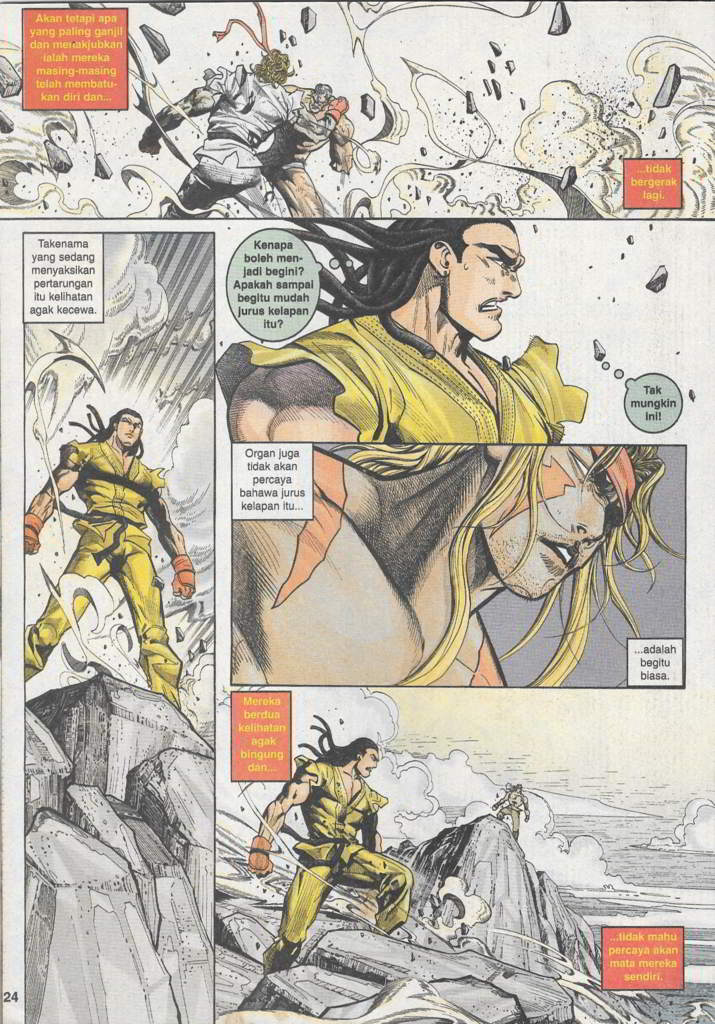 Akan tetapi apa
yang paling ganjil
dan menakjubkan
ialah mereka
masing-masing
telah membatu-
kan diri dan...
...tidak
bergerak
lagi.
Takenama
yang sedang
menyaksikan
pertarungan
itu kelihatan
agak kecewa.
Kenapa
boleh men-
jadi begini?
Apakah sampai
begitu mudah
jurus kelapan
itu?
Tak
mungkin
ini!
Organ juga
tidak akan
percaya
bahawa jurus
kelapan itu...
...adalah
begitu
biasa.
Mereka
berdua
kelihatan
agak
bingung
dan...
...tidak mahu
percaya akan
mata mereka
sendiri.
24